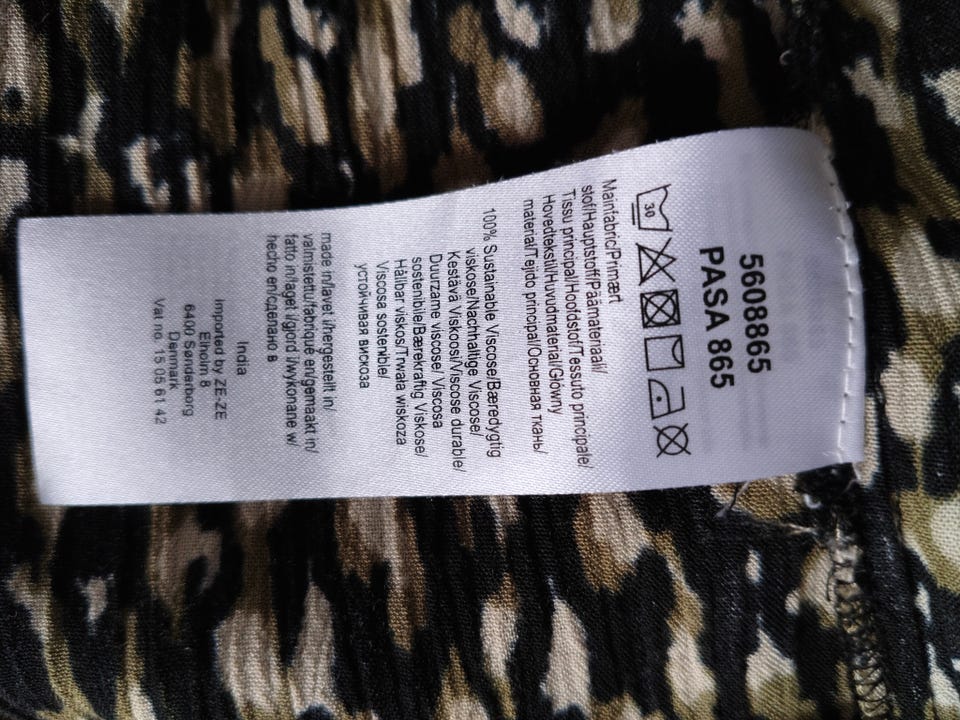 5608865
PASA 865
30
Mainfabric/Primært
stof/Hauptstoff/Päämateriaali/
Tissu principal/Hoofdstof/Tessuto principale/
Hovedtekstil/Huvudmaterial/Główny
material/Tejido principal/Основная ткань/
100% Sustainable Viscose/Bæredygtig
viskose/Nachhaltige Viscose/
Kestävä Viskoosi/Viscose durable/
Duurzame viscose/ Viscosa
sostenibile/Bærekraftig Viskose/
Hållbar viskos/Trwała wiskoza
Viscosa sostenible/
устойчивая вискоза
made in/lavet i/hergestellt in/
valmistettu/fabriqué en/gemaakt in/
fatto in/laget i/gjord i/wykonane w/
hecho en/сделано в
India
Imported by ZE-ZE
Elholm 8
6400 Sønderborg
Denmark
Vat no. 15 05 61 42